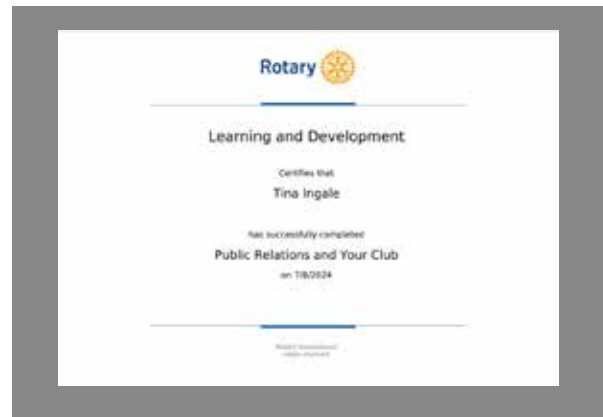 Rotary
Learning and Development
Certifies that
Tina Ingale
has successfully completed
Public Relations and Your Club
on 7/8/2024